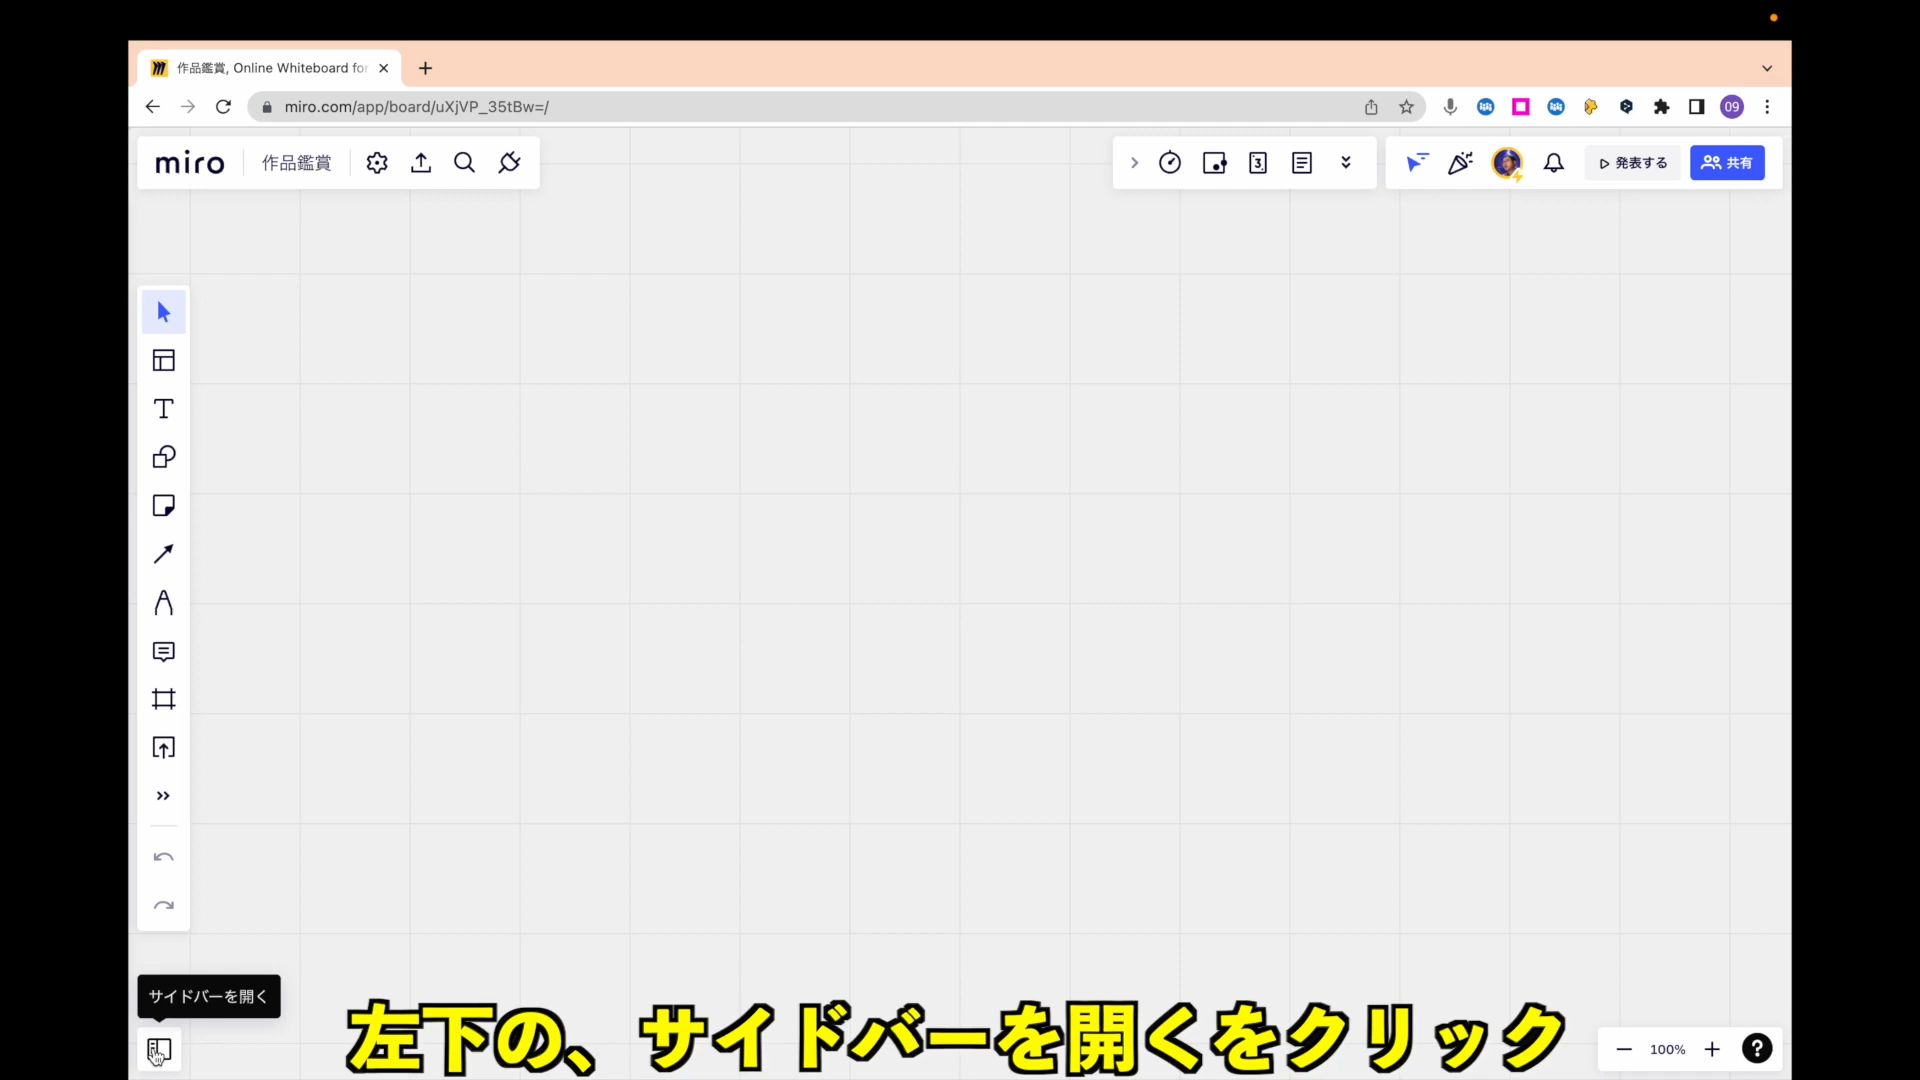 作品鑑賞, Online Whiteboard for
miro.com/app/board/uXjVP_35tBw=/
09
miro
作品鑑賞
3
発表する
共有
サイドバーを開く
左下の、サイドバーを開くをクリック
100%
?